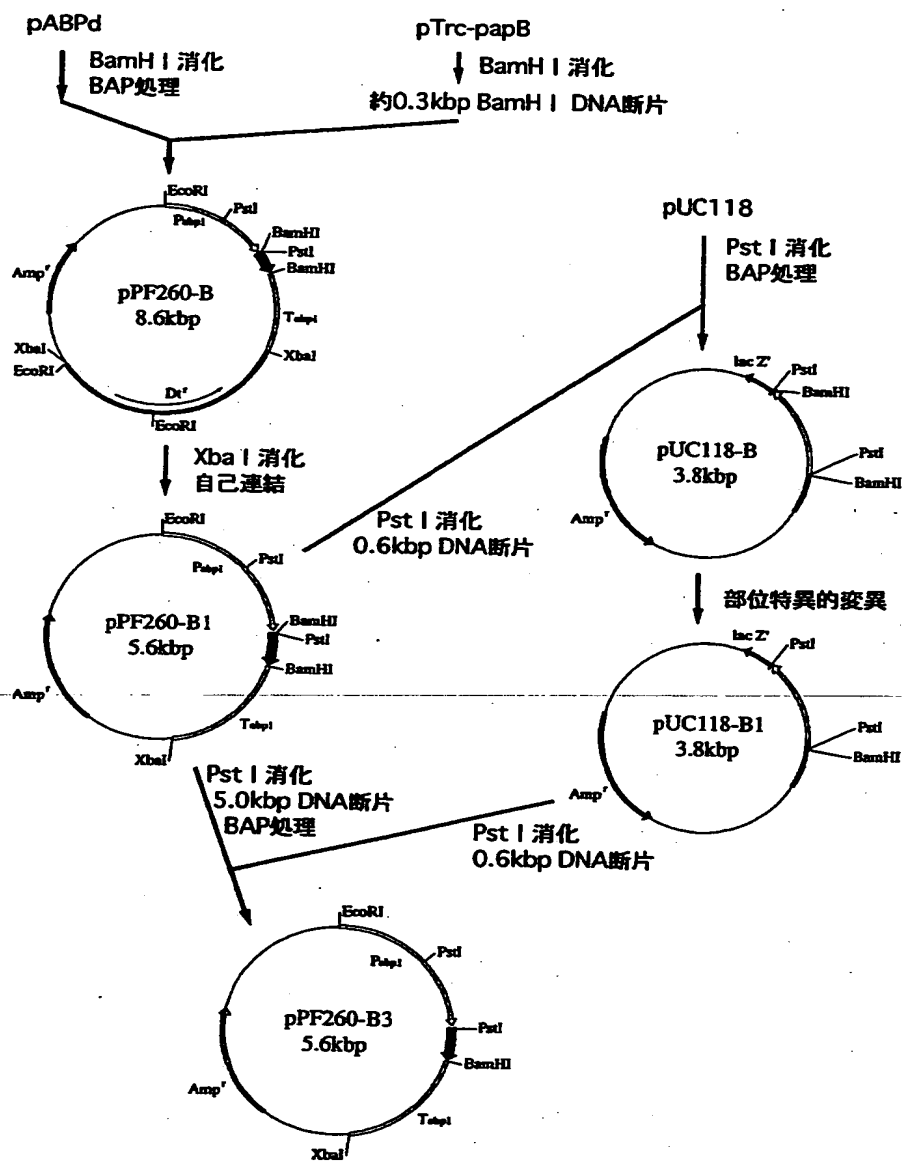 pABPd
pTrc-papB
BamH I 消化
BAP処理
BamH I 消化
約0.3kbp BamH I DNA断片
EcoRI
Pabp1
PstI
BamHI
PstI
BamHI
Ampʳ
pPF260-B
8.6kbp
Tabp1
XbaI
EcoRI
XbaI
Dtʳ
EcoRI
pUC118
Pst I 消化
BAP処理
lac Z'
PstI
BamHI
pUC118-B
3.8kbp
PstI
BamHI
Ampʳ
Xba I 消化
自己連結
Pst I 消化
0.6kbp DNA断片
EcoRI
PstI
Pabp1
BamHI
PstI
BamHI
pPF260-B1
5.6kbp
Ampʳ
Tabp1
XbaI
部位特異的変異
lac Z'
PstI
pUC118-B1
3.8kbp
PstI
BamHI
Ampʳ
Pst I 消化
5.0kbp DNA断片
BAP処理
Pst I 消化
0.6kbp DNA断片
EcoRI
PstI
Pabp1
pPF260-B3
5.6kbp
PstI
BamHI
Ampʳ
Tabp1
XbaI